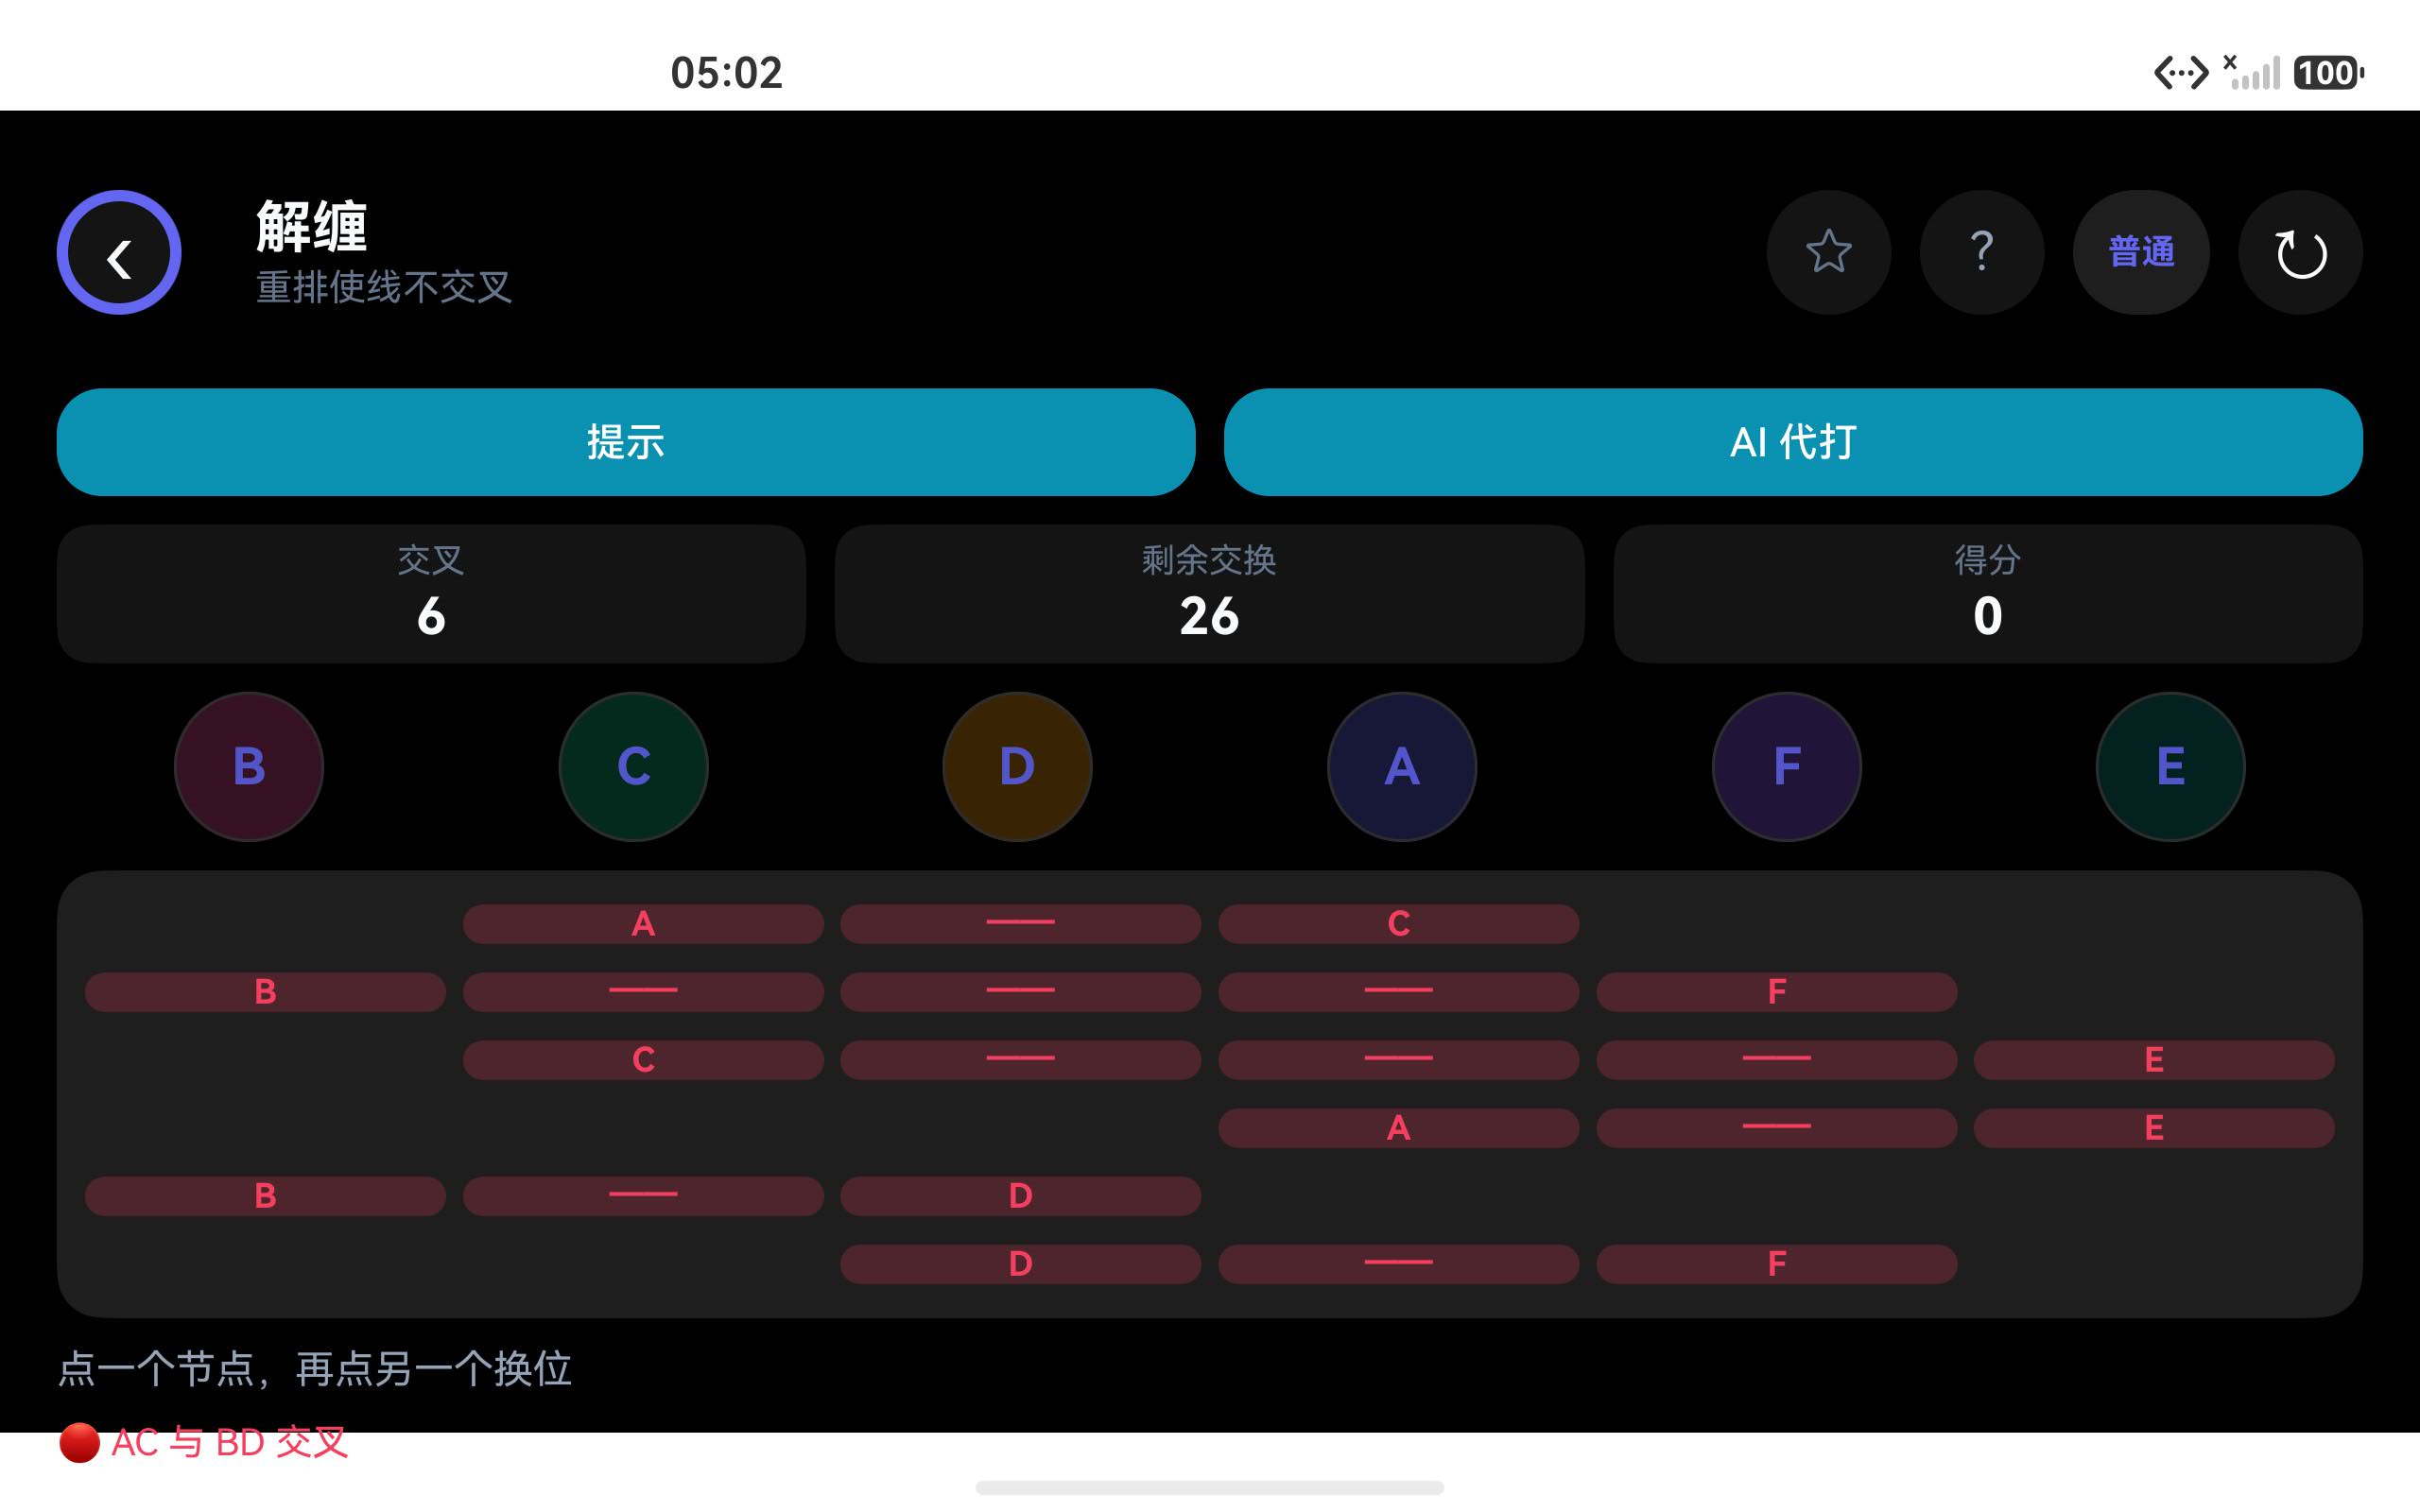 05:02
100
解缠
重排使线不交叉
?
普通
提示
AI 代打
交叉
6
剩余交换
26
得分
0
B
C
D
A
F
E
A —— C
B —— —— —— F
C —— —— —— E
A —— E
B —— D
D —— F
点一个节点，再点另一个换位
AC 与 BD 交叉